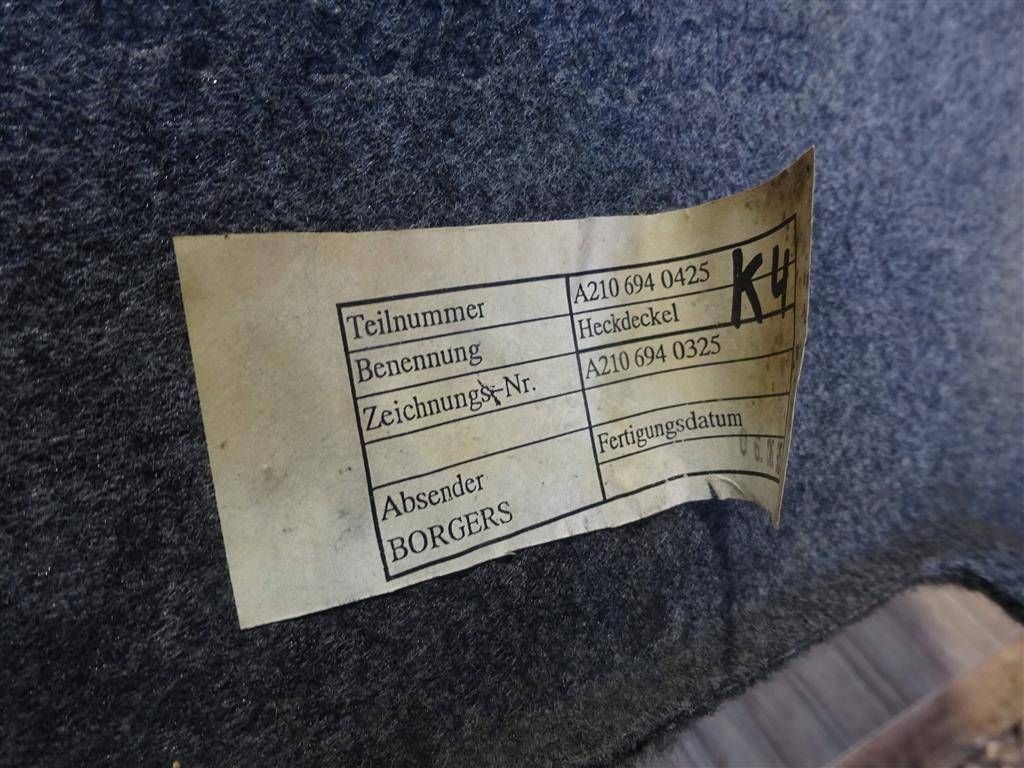 Teilnummer A210 694 0425 K4
Benennung Heckdeckel
Zeichnungs-Nr. A210 694 0325
Absender Fertigungsdatum
BORGERS